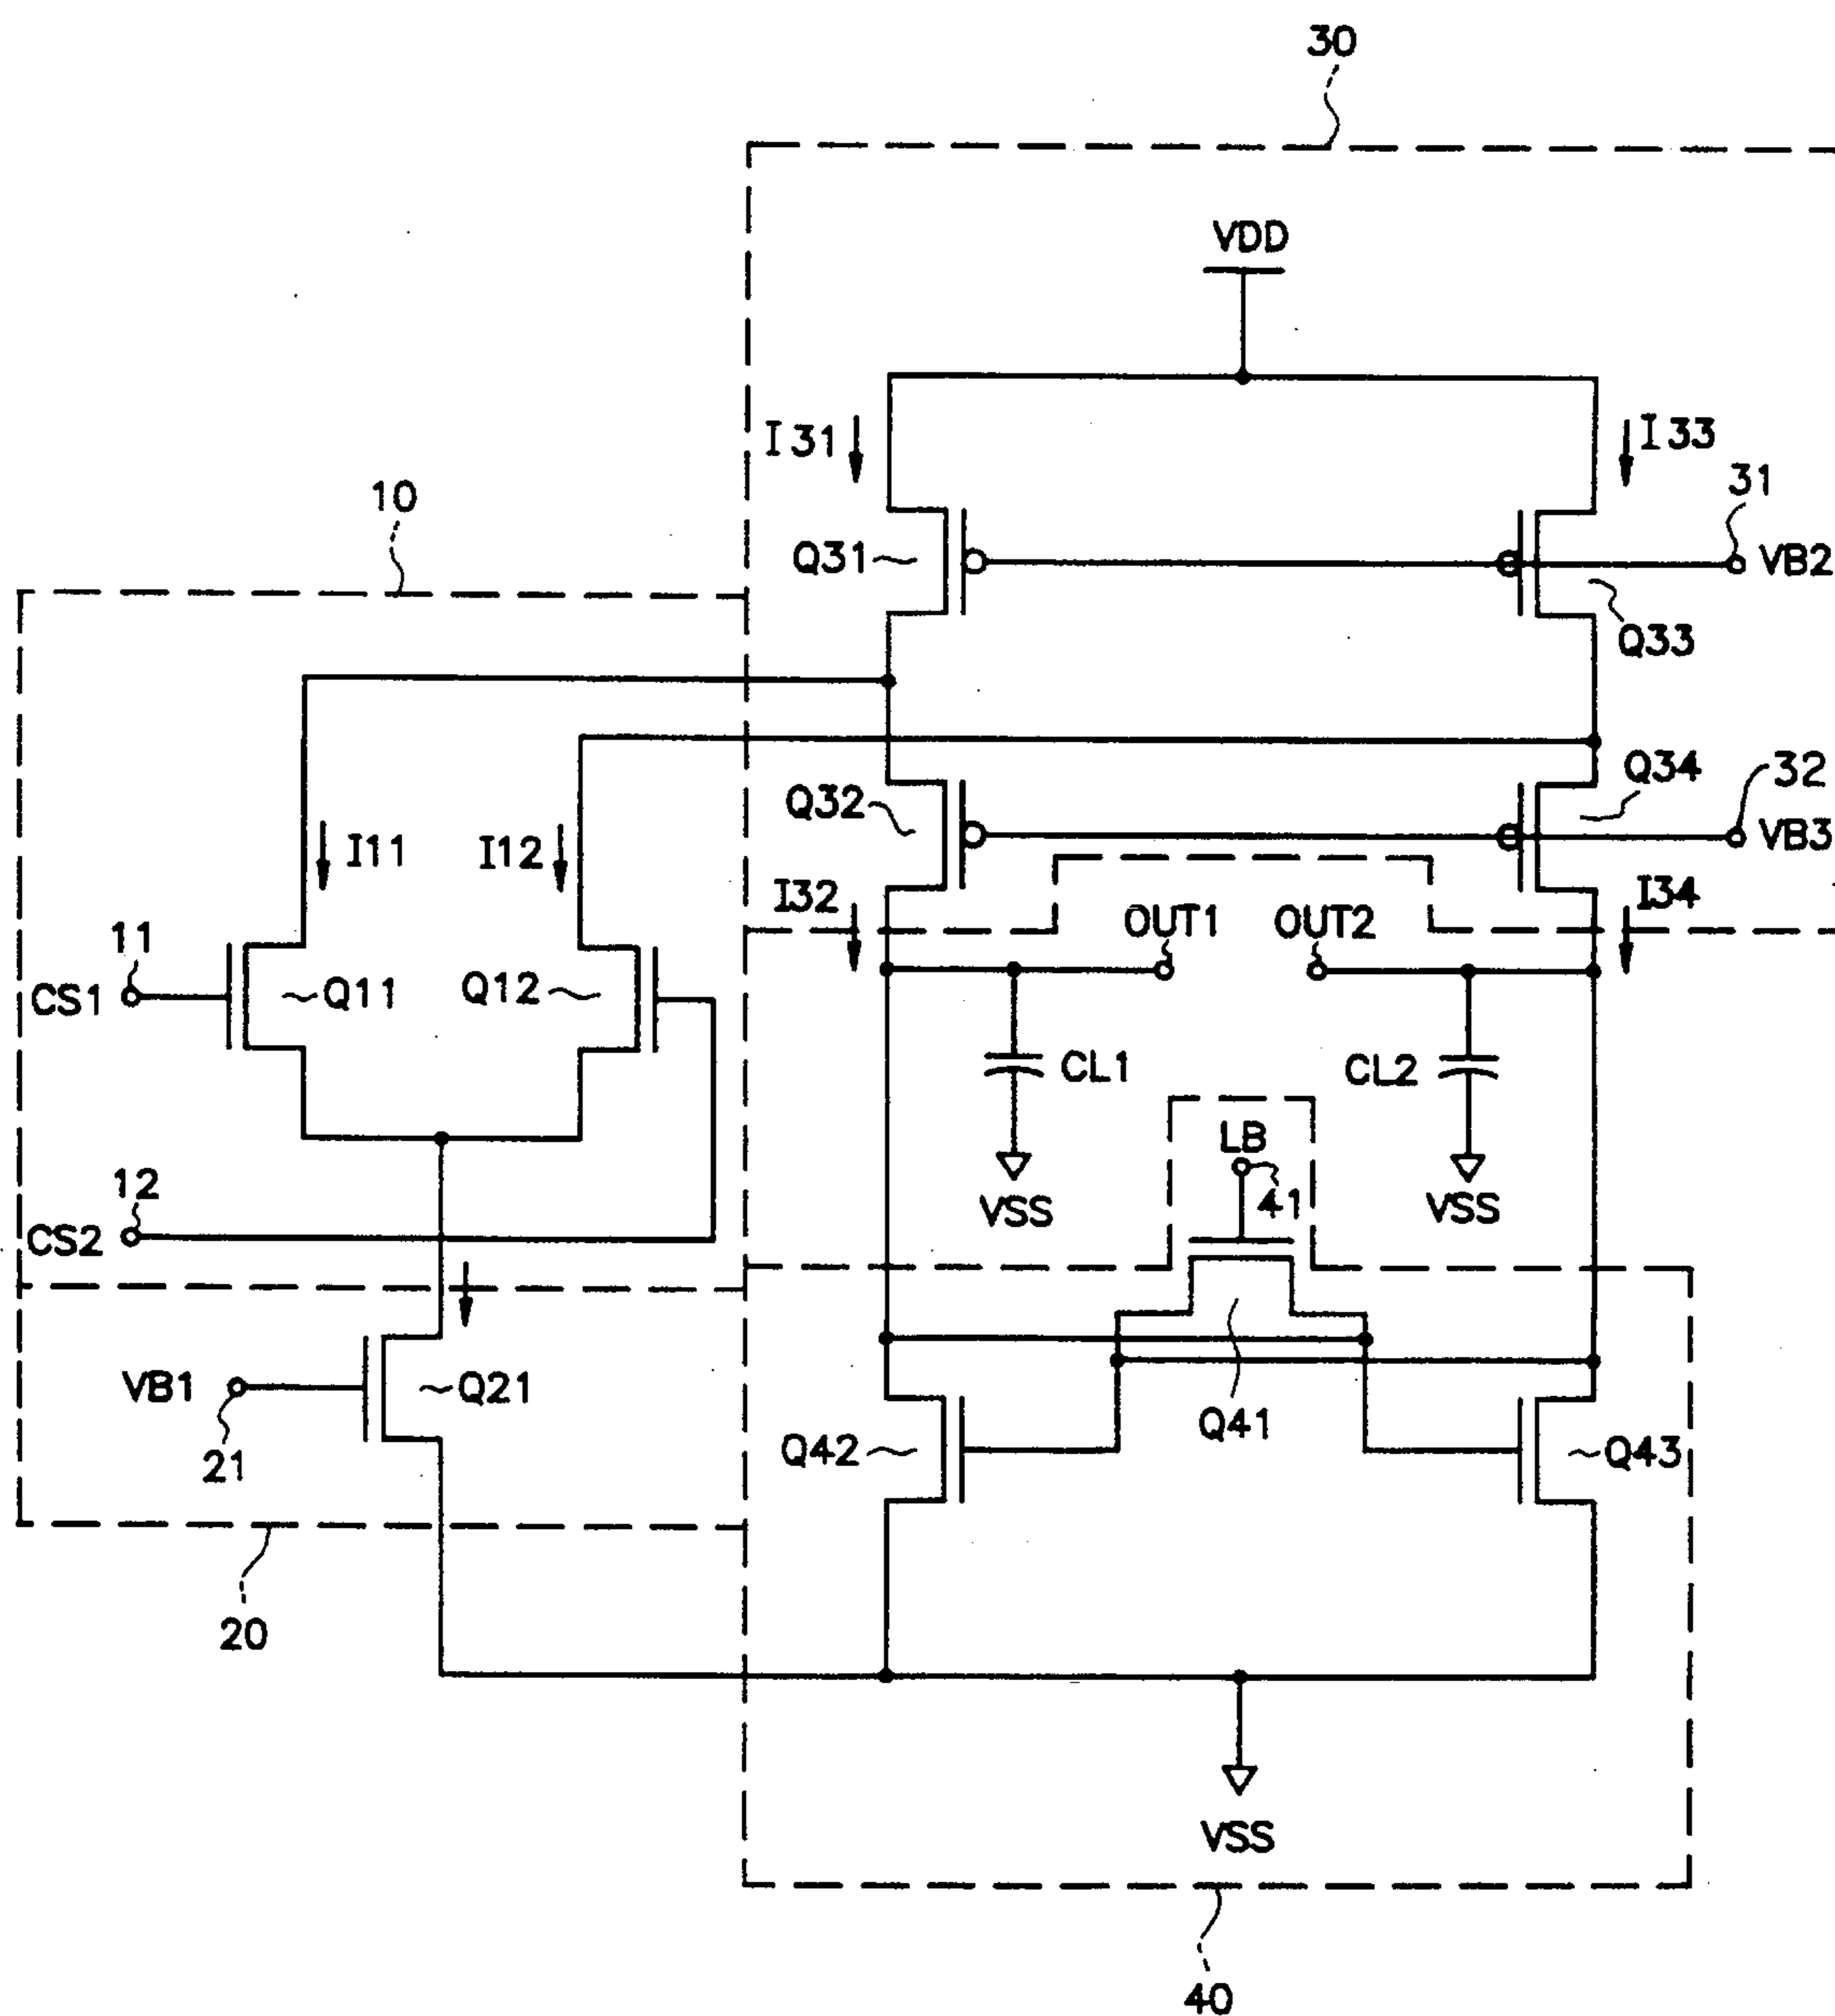 30
VDD
I31
I33
31
10
Q31
VB2
Q33
Q34
32
Q32
VB3
I11
I12
I32
I34
OUT1
OUT2
11
CS1
Q11
Q12
CL1
CL2
LB
12
41
VSS
VSS
CS2
VB1
Q21
Q41
21
Q42
Q43
20
VSS
40